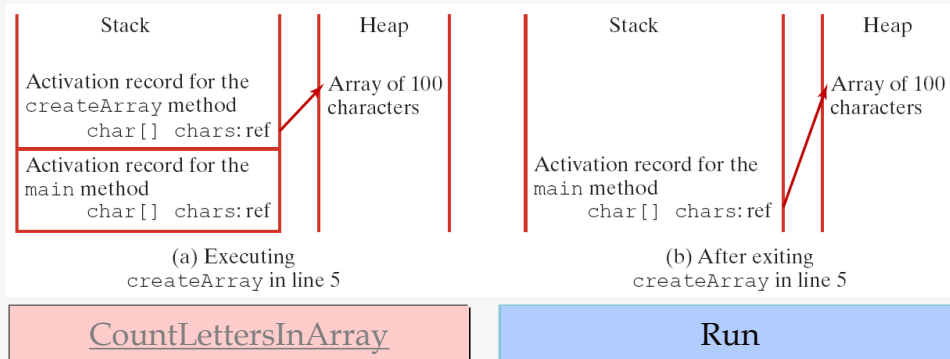 Stack
Heap
Activation record for the
createArray method
char[] chars: ref
Array of 100
characters
Activation record for the
main method
char[] chars: ref
(a) Executing
createArray in line 5
Stack
Heap
Array of 100
characters
Activation record for the
main method
char[] chars: ref
(b) After exiting
createArray in line 5
CountLettersInArray
Run